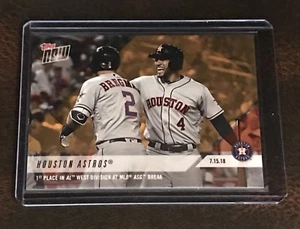 topps
NOW
BREGMAN
2
HOUSTON
4
HOUSTON ASTROS®
7.15.18
1ST PLACE IN AL™ WEST DIVISION AT MLB® ASG® BREAK